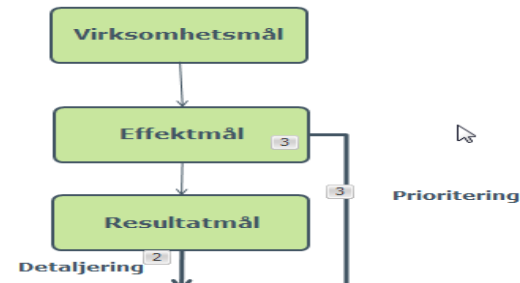 Virksomhetsmål
Effektmål
3
3
Prioritering
Resultatmål
2
Detaljering